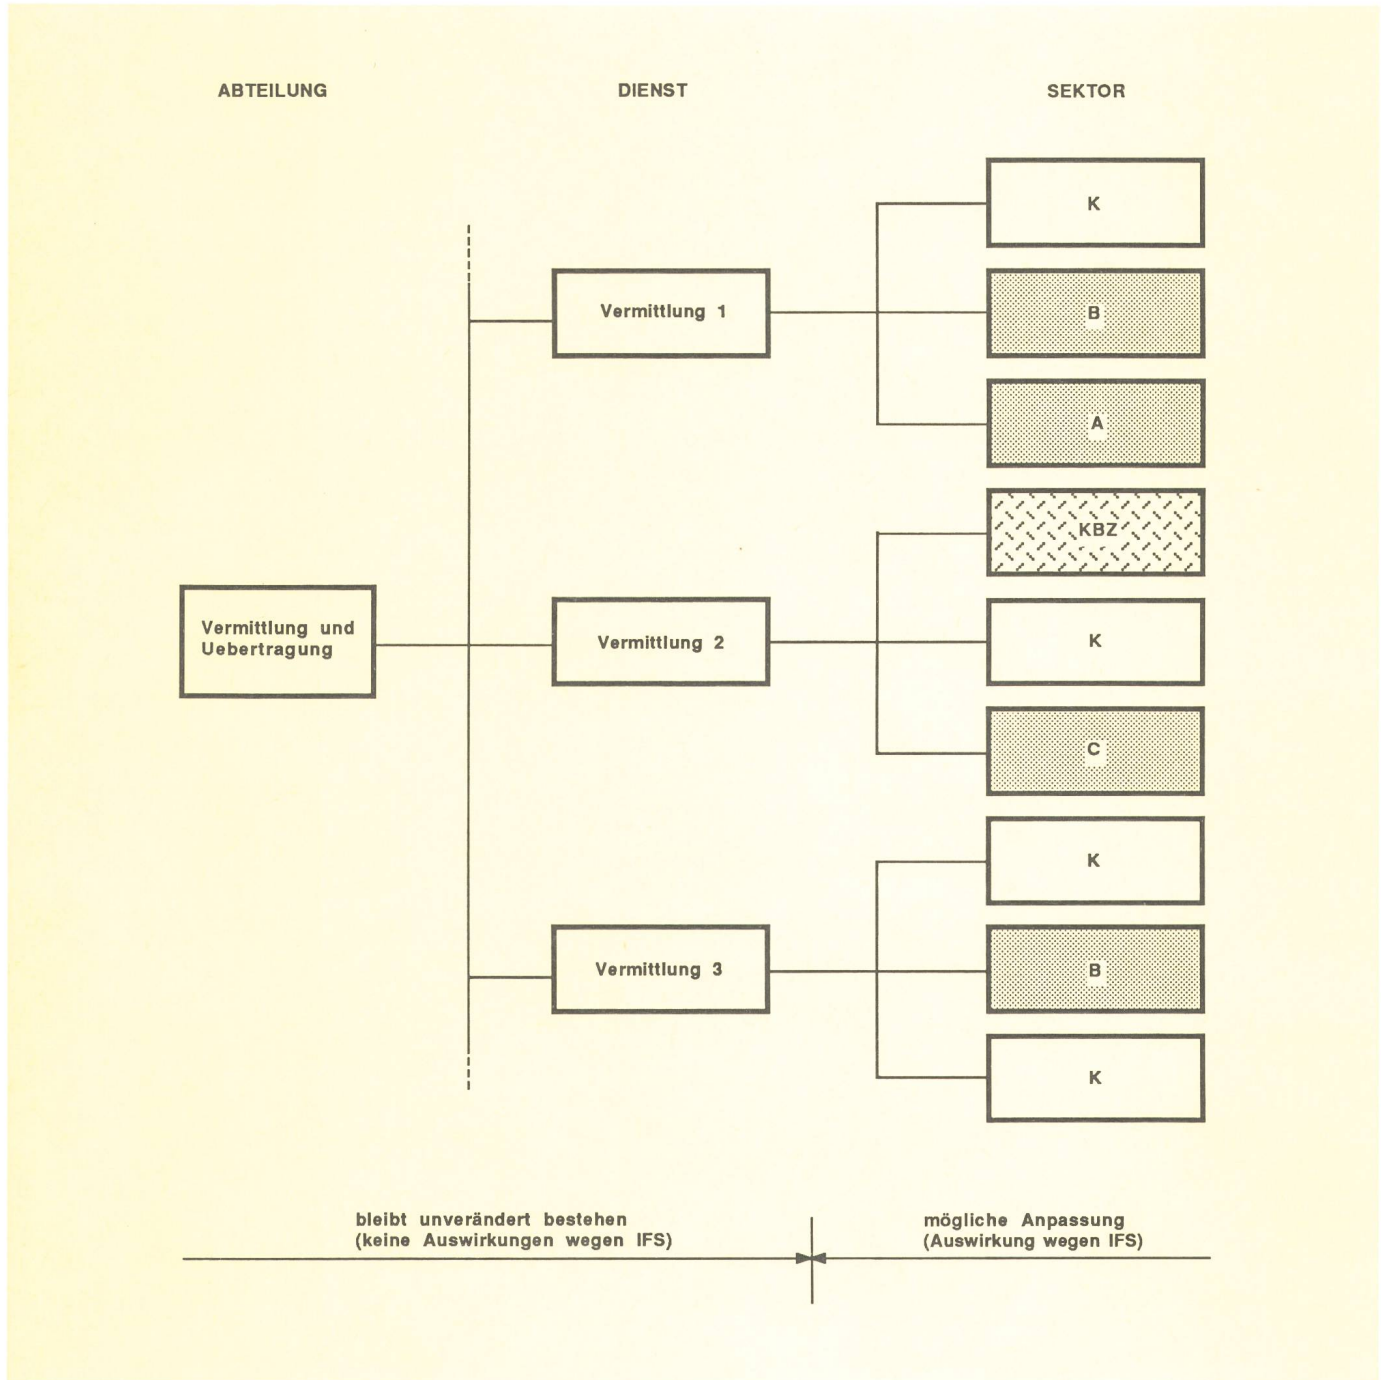 ABTEILUNG
DIENST
SEKTOR
K
Vermittlung 1
B
A
KBZ
Vermittlung und
Uebertragung
Vermittlung 2
K
C
K
Vermittlung 3
B
K
bleibt unverändert bestehen
(keine Auswirkungen wegen IFS)
mögliche Anpassung
(Auswirkung wegen IFS)